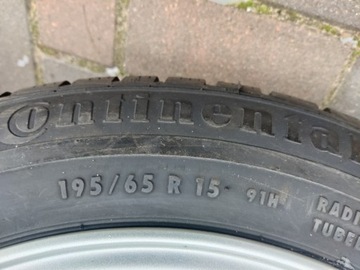 Continental
195/65 R 15 91H
RADI
TUBE